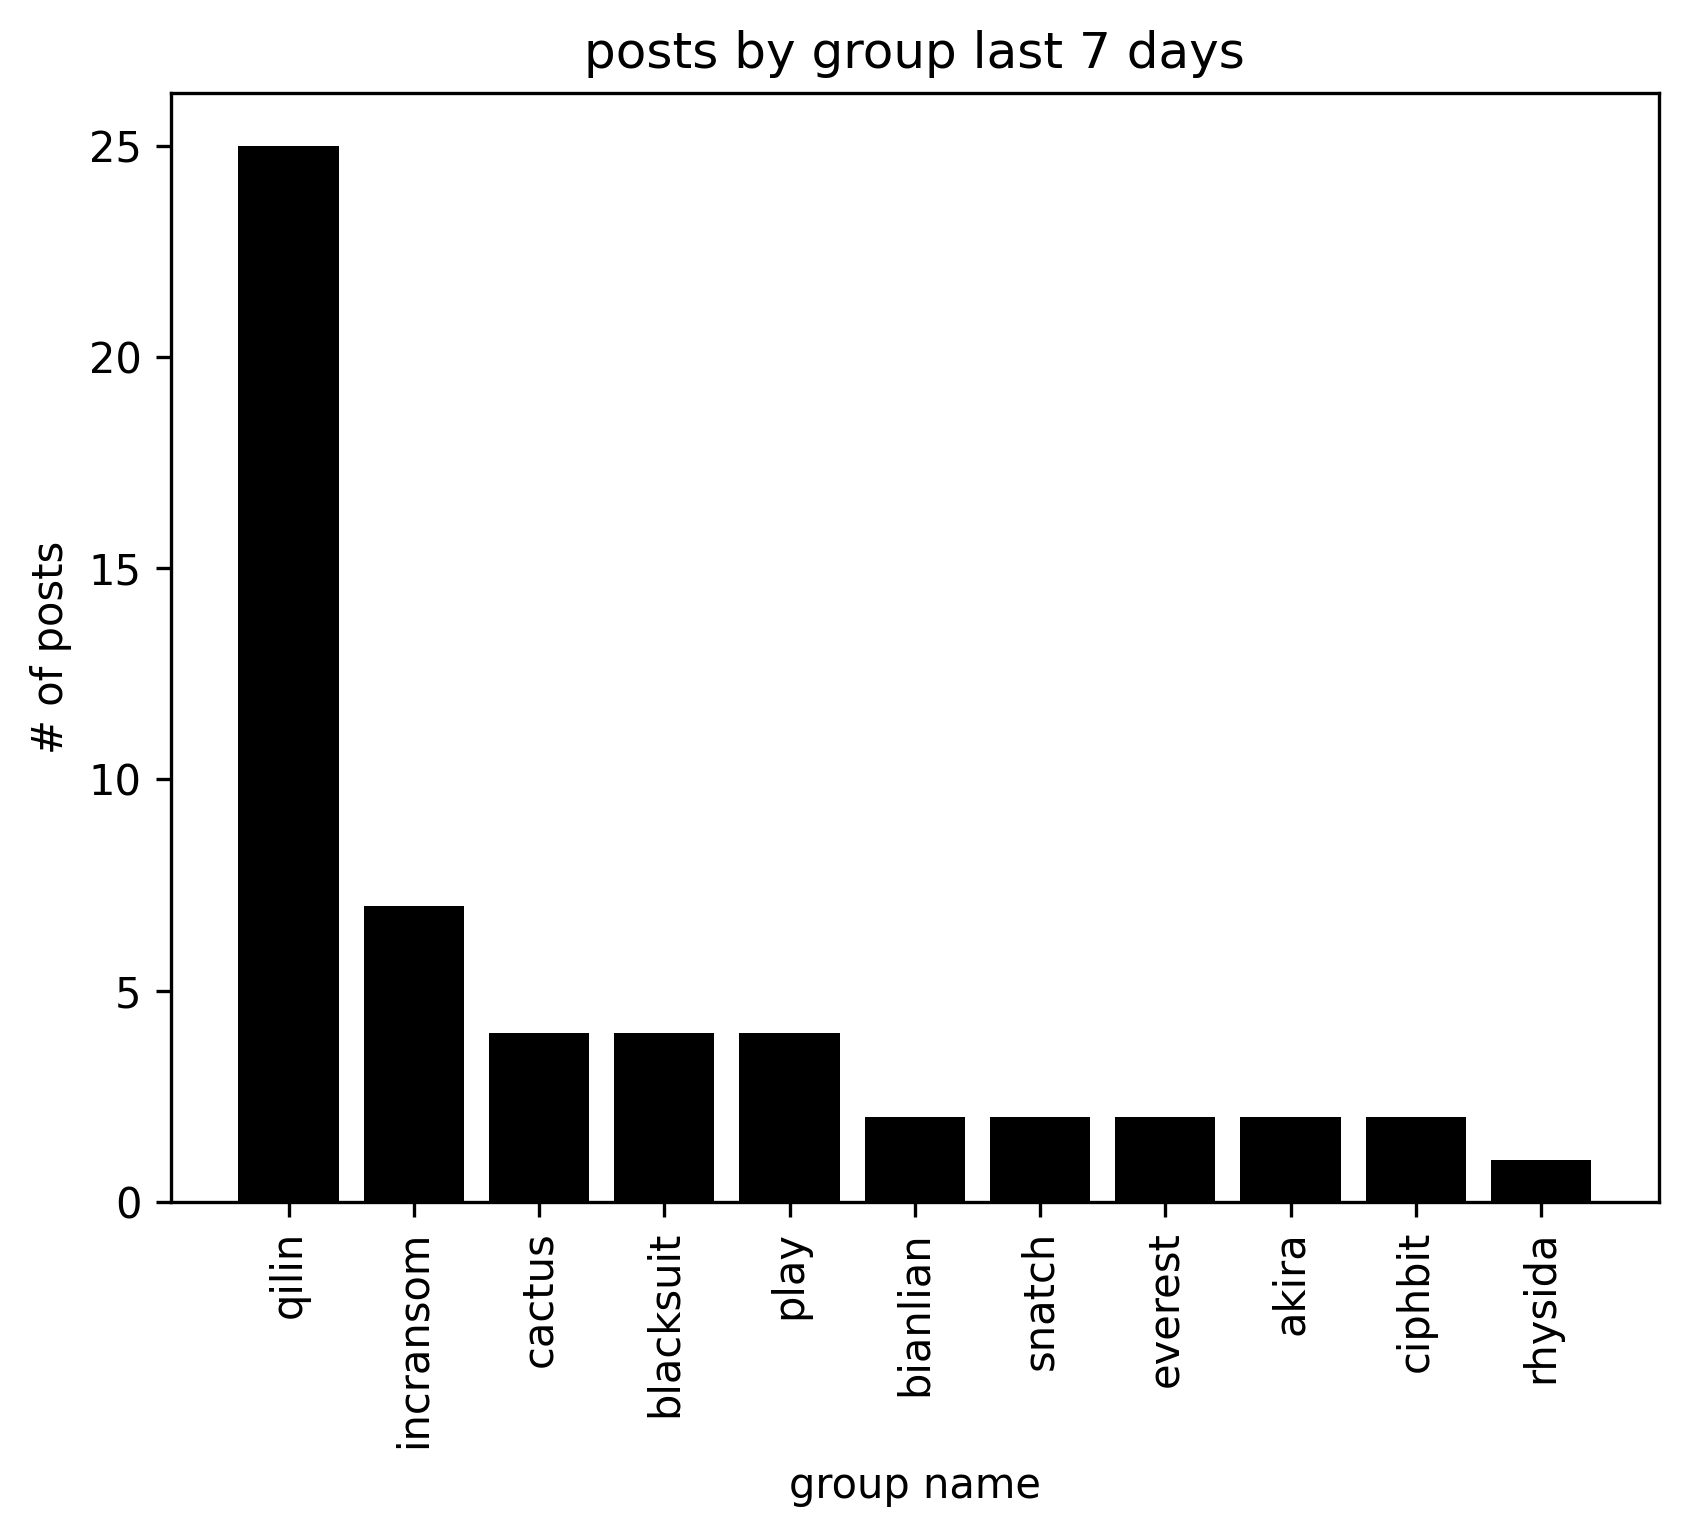 posts by group last 7 days
# of posts
25
20
15
10
5
0
qilin
incransom
cactus
blacksuit
play
bianlian
snatch
everest
akira
ciphbit
rhysida
group name